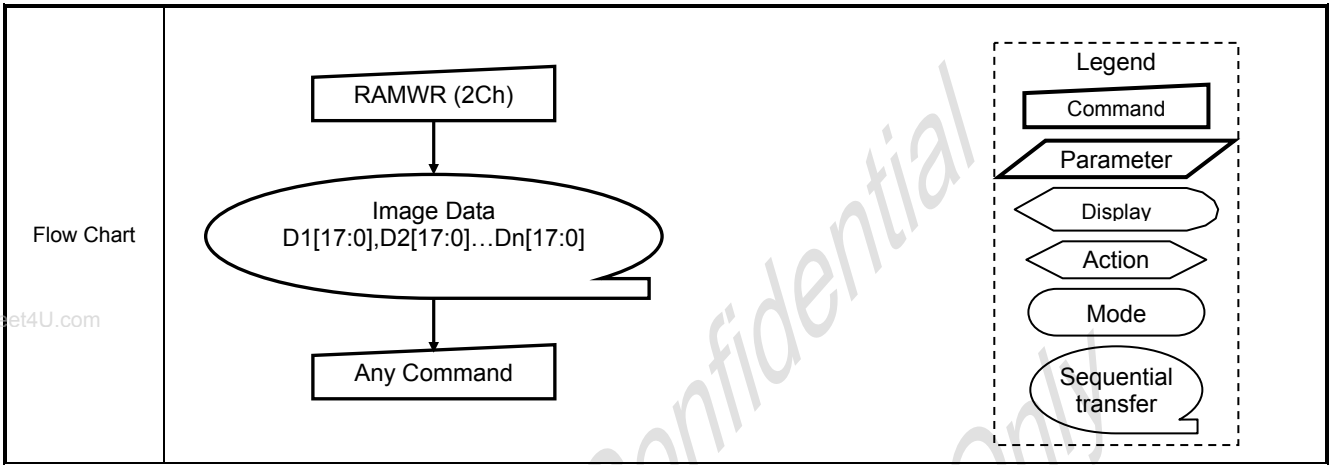 Flow Chart
RAMWR (2Ch)
Image Data
D1[17:0],D2[17:0]…Dn[17:0]
Any Command
Legend
Command
Parameter
Display
Action
Mode
Sequential
transfer
et4U.com
onfidential
only